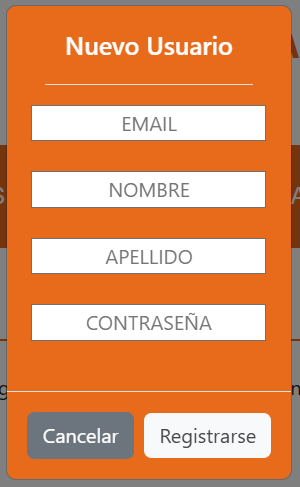 Nuevo Usuario
EMAIL
NOMBRE
APELLIDO
CONTRASEÑA
Cancelar
Registrarse